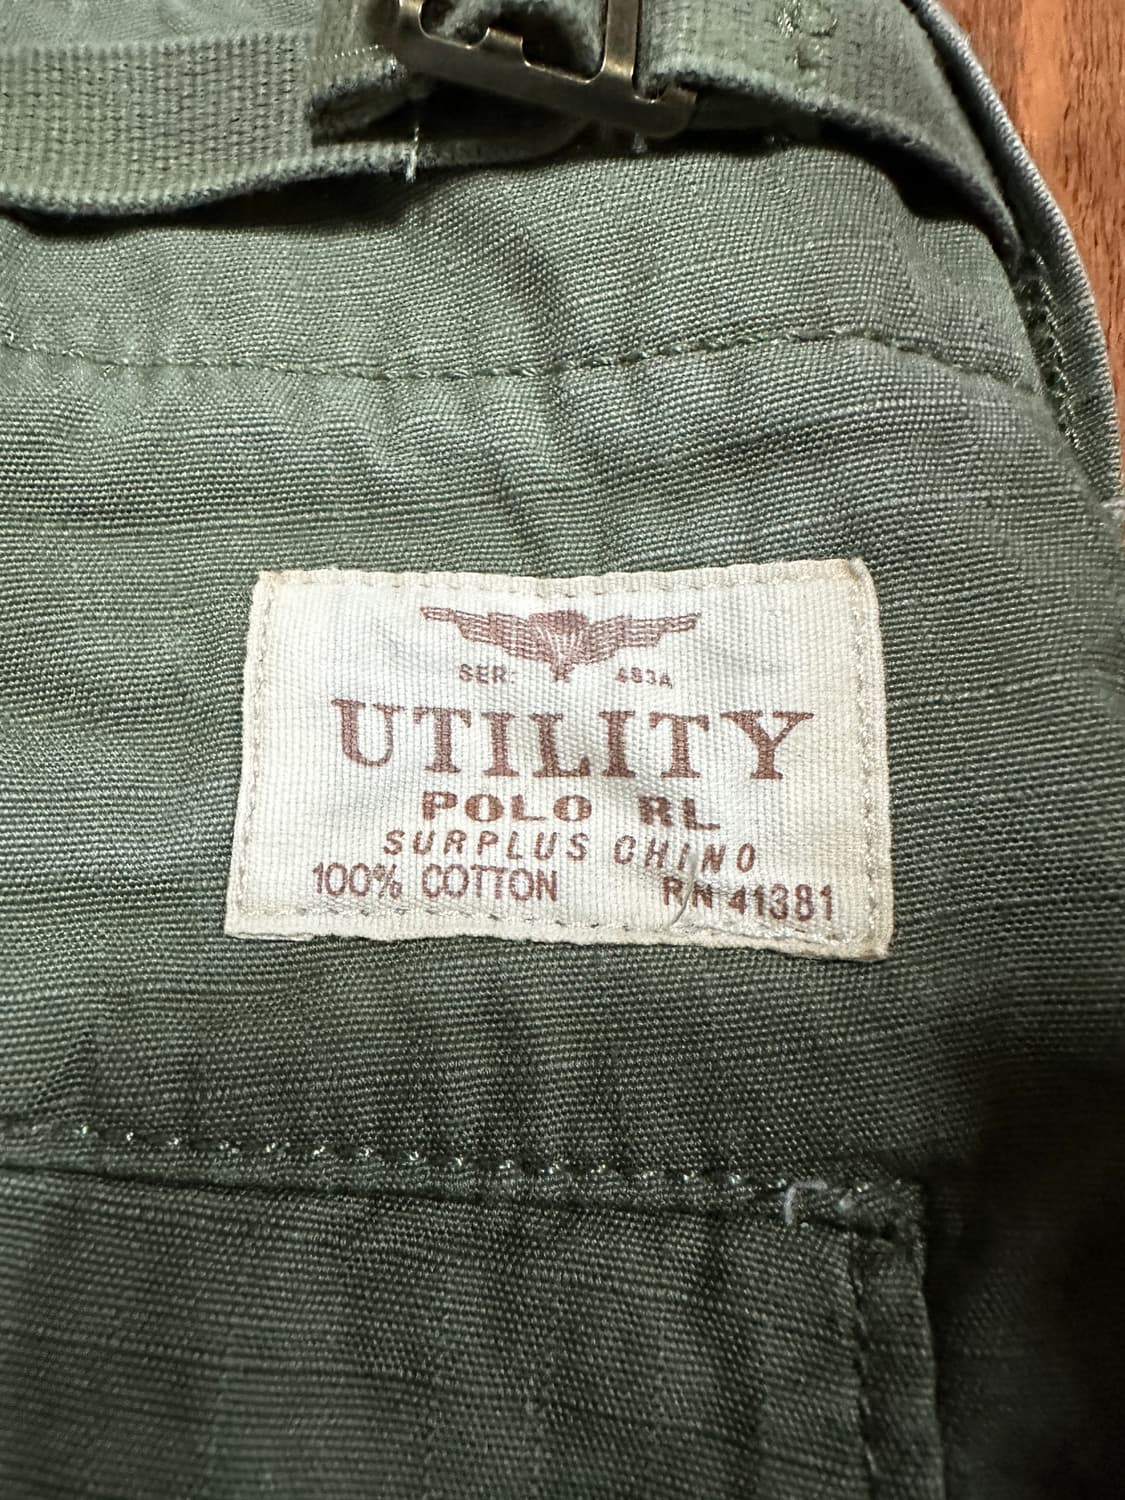 SER: 483A
UTILITY
POLO RL
SURPLUS CHINO
100% COTTON RN 41381